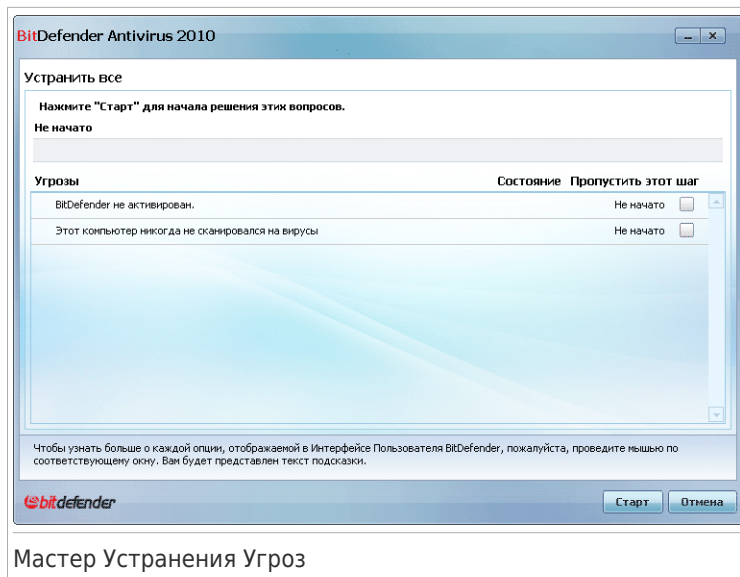 BitDefender Antivirus 2010
Устранить все
Нажмите "Старт" для начала решения этих вопросов.
Не начато
Угрозы Состояние Пропустить этот шаг
BitDefender не активирован. Не начато
Этот компьютер никогда не сканировался на вирусы Не начато
Чтобы узнать больше о каждой опции, отображаемой в Интерфейсе Пользователя BitDefender, пожалуйста, проведите мышью по
соответствующему окну. Вам будет представлен текст подсказки.
bitdefender Старт Отмена
Мастер Устранения Угроз